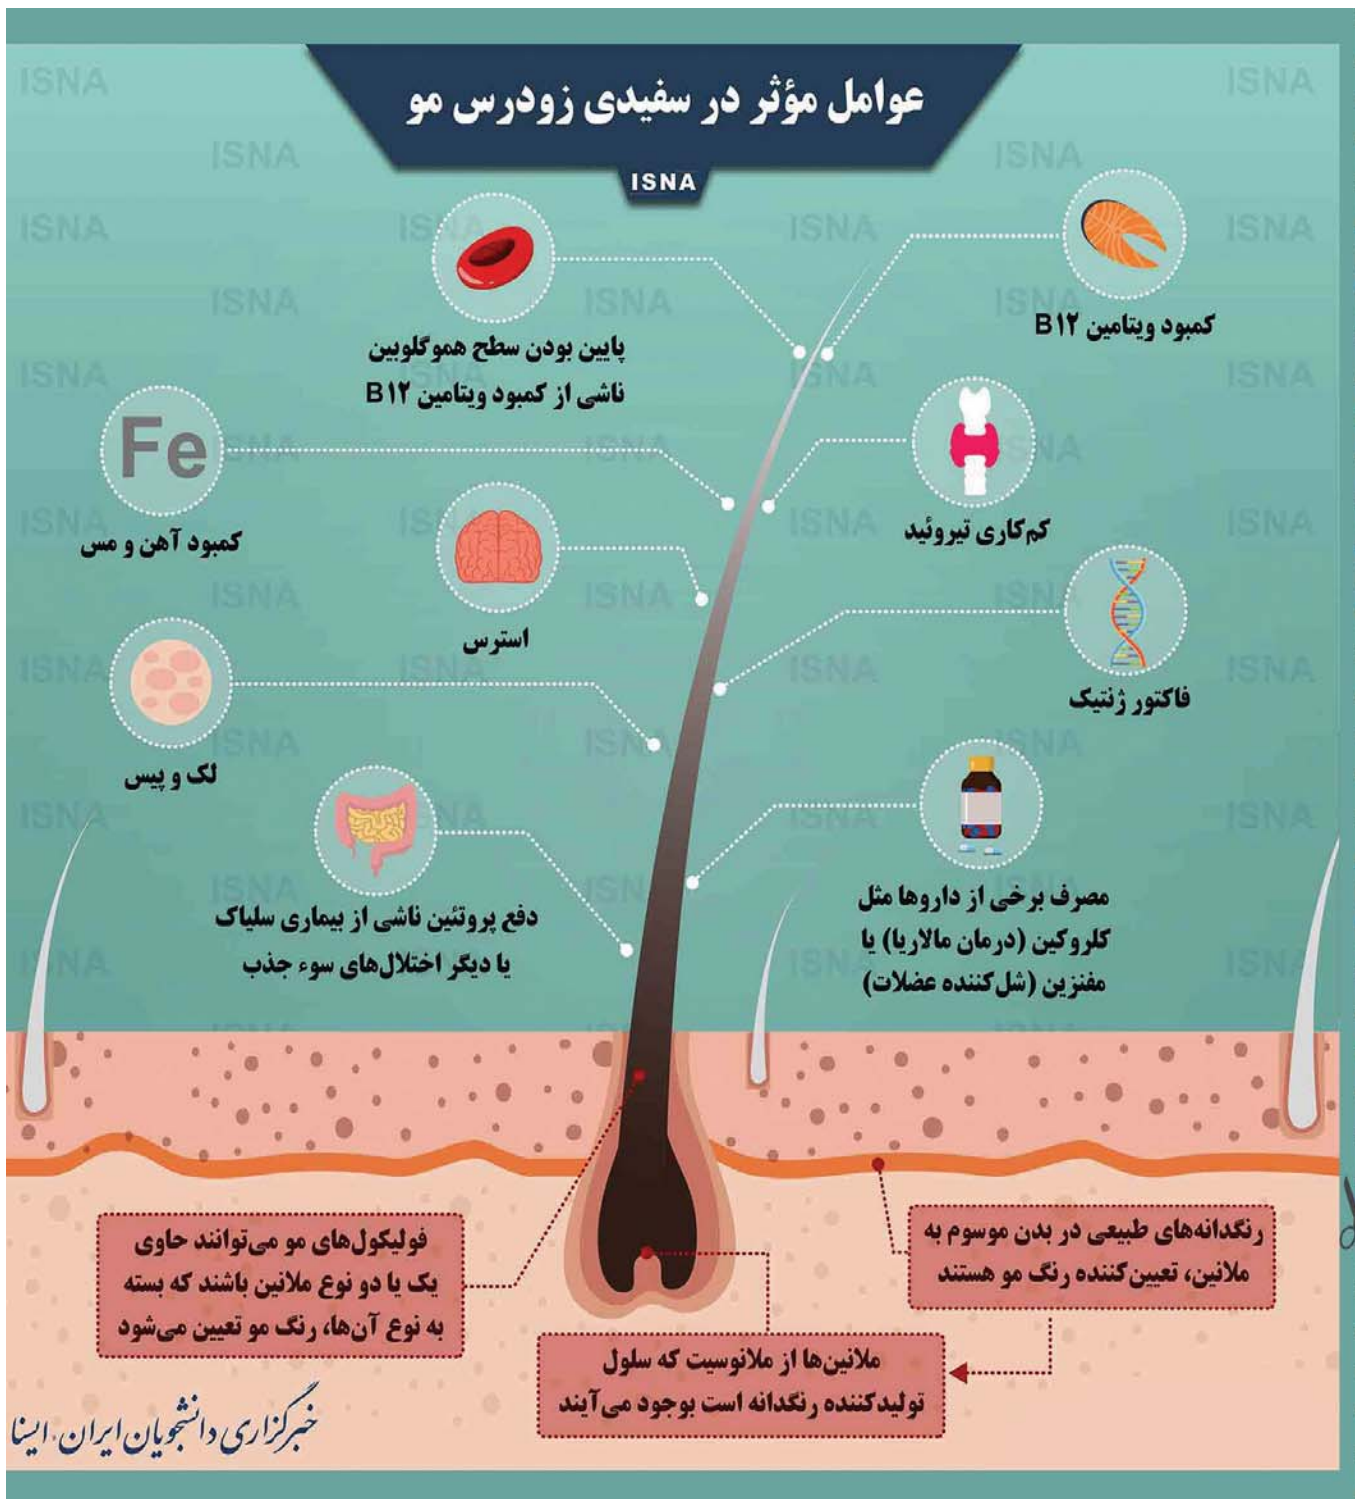 عوامل مؤثر در سفیدی زودرس مو
ISNA
کمبود ویتامین B۱۲
پایین بودن سطح هموگلوبین
ناشی از کمبود ویتامین B۱۲
Fe
کمبود آهن و مس
کم‌کاری تیروئید
استرس
فاکتور ژنتیک
لک و پیس
مصرف برخی از داروها مثل
کلروکین (درمان مالاریا) یا
مفنزین (شل‌کننده عضلات)
دفع پروتئین ناشی از بیماری سلیاک
یا دیگر اختلال‌های سوء جذب
رنگدانه‌های طبیعی در بدن موسوم به
ملانین، تعیین‌کننده رنگ مو هستند
فولیکول‌های مو می‌توانند حاوی
یک یا دو نوع ملانین باشند که بسته
به نوع آن‌ها، رنگ مو تعیین می‌شود
ملانین‌ها از ملانوسیت که سلول
تولیدکننده رنگدانه است بوجود می‌آیند
خبرگزاری دانشجویان ایران، ایسنا